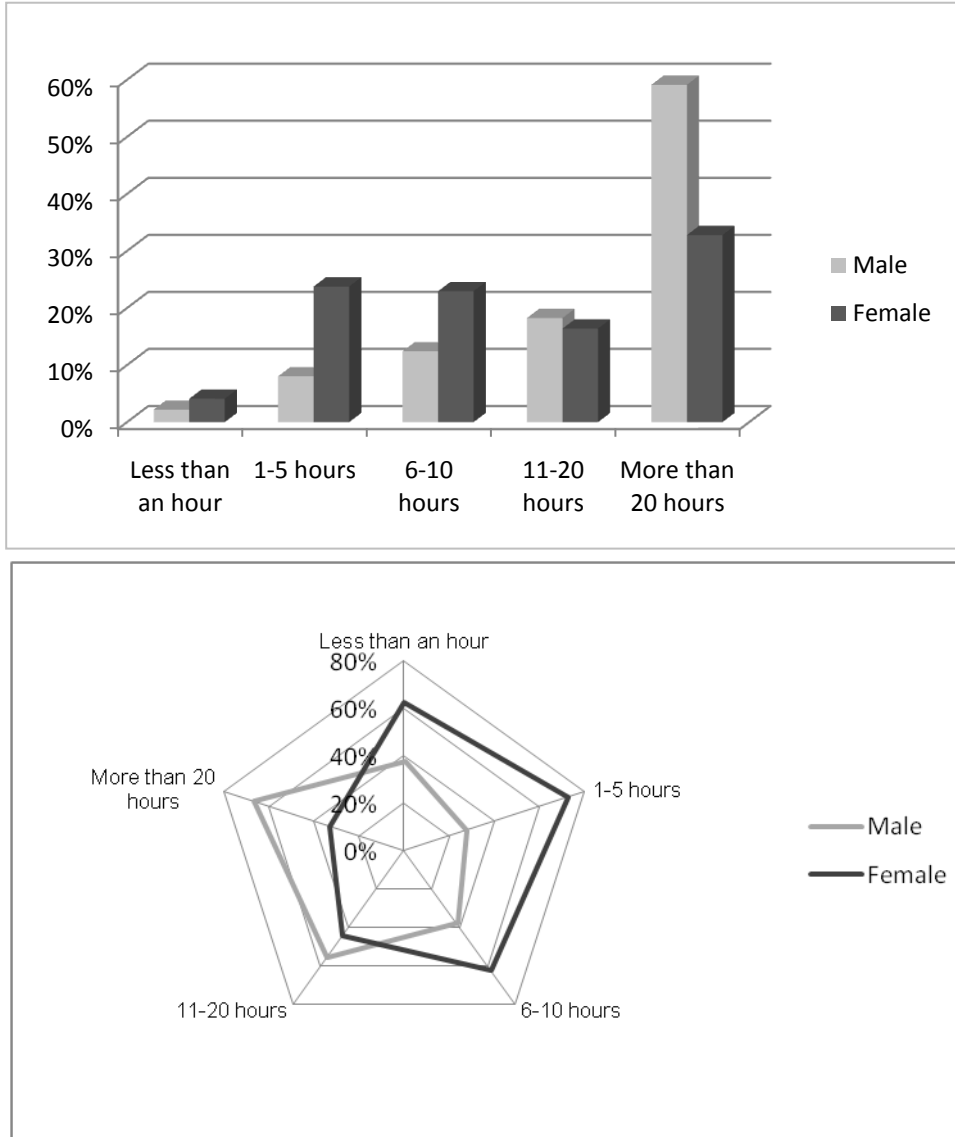 60%
50%
40%
30%
20%
10%
0%
Male
Female
Less than
an hour
1-5 hours
6-10
hours
11-20
hours
More than
20 hours
Less than an hour
80%
60%
40%
20%
0%
More than 20
hours
1-5 hours
11-20 hours
6-10 hours
Male
Female